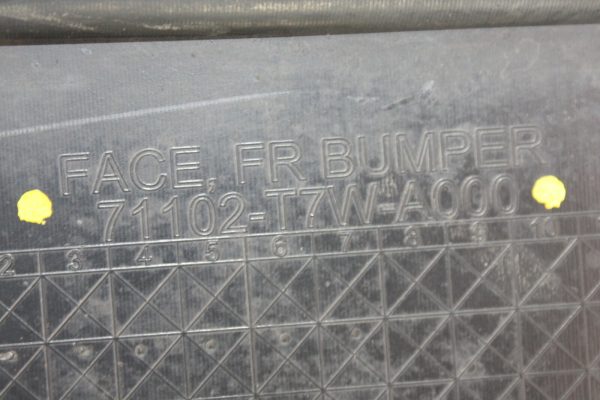 FACE, FR BUMPER
71102-T7W-A000
2 3 4 5 6 7 8 9 10